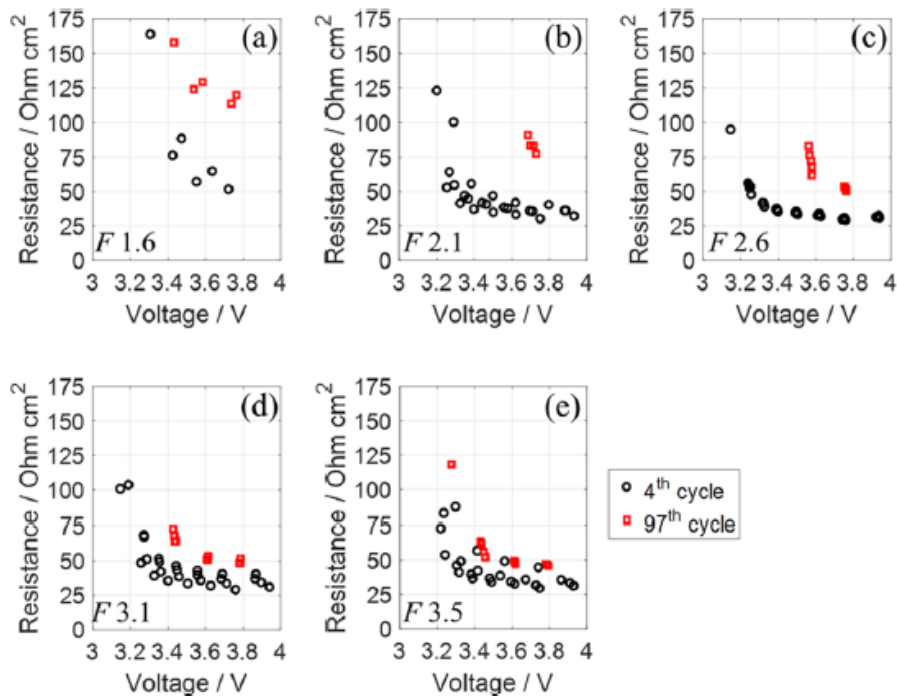 (a)
175
150
125
100
75
50
25
0
Resistance / Ohm cm²
F 1.6
3 3.2 3.4 3.6 3.8 4
Voltage / V
(b)
175
150
125
100
75
50
25
0
Resistance / Ohm cm²
F 2.1
3 3.2 3.4 3.6 3.8 4
Voltage / V
(c)
175
150
125
100
75
50
25
0
Resistance / Ohm cm²
F 2.6
3 3.2 3.4 3.6 3.8 4
Voltage / V
(d)
175
150
125
100
75
50
25
0
Resistance / Ohm cm²
F 3.1
3 3.2 3.4 3.6 3.8 4
Voltage / V
(e)
175
150
125
100
75
50
25
0
Resistance / Ohm cm²
F 3.5
3 3.2 3.4 3.6 3.8 4
Voltage / V
4th cycle
97th cycle